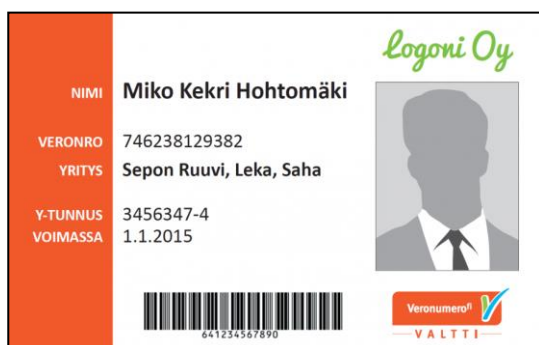 Logoni Oy
NIMI Miko Kekri Hohtomäki
VERONRO 746238129382
YRITYS Sepon Ruuvi, Leka, Saha
Y-TUNNUS 3456347-4
VOIMASSA 1.1.2015
641234567890
Veronumero.fi
VALTTI